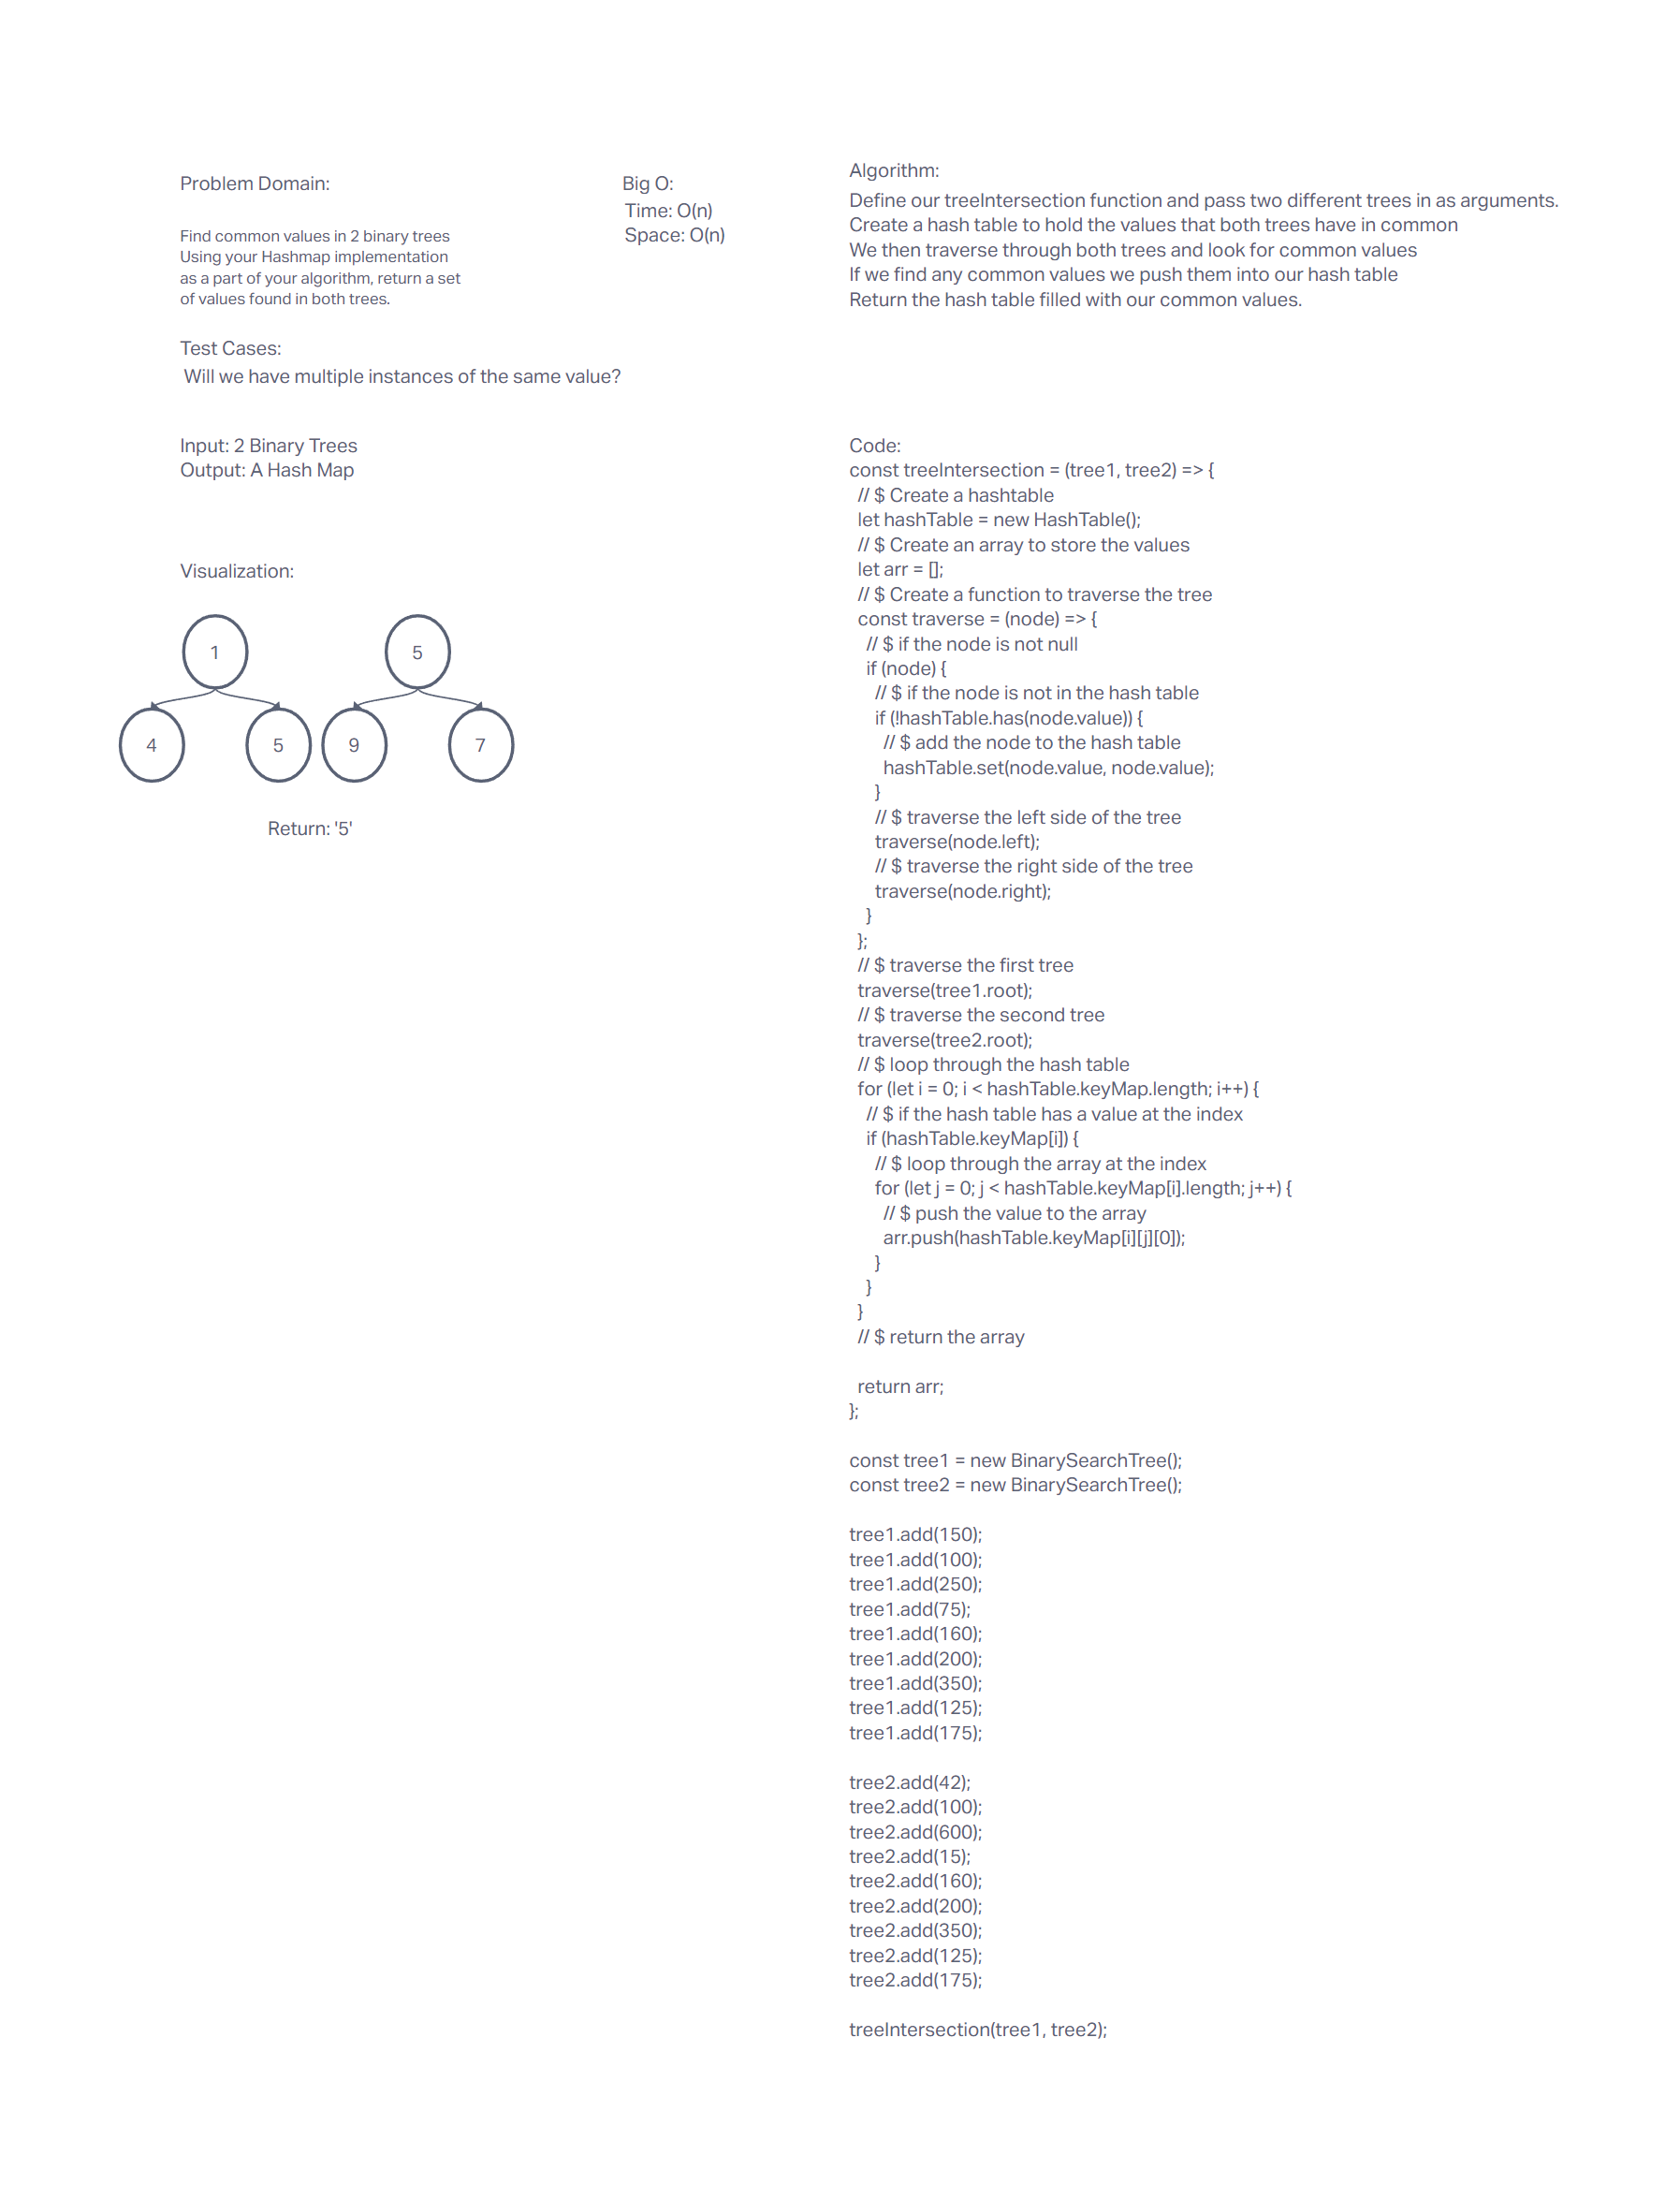 Problem Domain:
Find common values in 2 binary trees
Using your Hashmap implementation
as a part of your algorithm, return a set
of values found in both trees.
Big O:
Time: O(n)
Space: O(n)
Test Cases:
Will we have multiple instances of the same value?
Input: 2 Binary Trees
Output: A Hash Map
Visualization:
1
5
4
5
9
7
Return: '5'
Algorithm:
Define our treeIntersection function and pass two different trees in as arguments.
Create a hash table to hold the values that both trees have in common
We then traverse through both trees and look for common values
If we find any common values we push them into our hash table
Return the hash table filled with our common values.
Code:
const treeIntersection = (tree1, tree2) => {
// $ Create a hashtable
let hashTable = new HashTable();
// $ Create an array to store the values
let arr = [];
// $ Create a function to traverse the tree
const traverse = (node) => {
// $ if the node is not null
if (node) {
// $ if the node is not in the hash table
if (!hashTable.has(node.value)) {
// $ add the node to the hash table
hashTable.set(node.value, node.value);
}
// $ traverse the left side of the tree
traverse(node.left);
// $ traverse the right side of the tree
traverse(node.right);
}
};
// $ traverse the first tree
traverse(tree1.root);
// $ traverse the second tree
traverse(tree2.root);
// $ loop through the hash table
for (let i = 0; i < hashTable.keyMap.length; i++) {
// $ if the hash table has a value at the index
if (hashTable.keyMap[i]) {
// $ loop through the array at the index
for (let j = 0; j < hashTable.keyMap[i].length; j++) {
// $ push the value to the array
arr.push(hashTable.keyMap[i][j][0]);
}
}
}
// $ return the array
return arr;
};
const tree1 = new BinarySearchTree();
const tree2 = new BinarySearchTree();
tree1.add(150);
tree1.add(100);
tree1.add(250);
tree1.add(75);
tree1.add(160);
tree1.add(200);
tree1.add(350);
tree1.add(125);
tree1.add(175);
tree2.add(42);
tree2.add(100);
tree2.add(600);
tree2.add(15);
tree2.add(160);
tree2.add(200);
tree2.add(350);
tree2.add(125);
tree2.add(175);
treeIntersection(tree1, tree2);